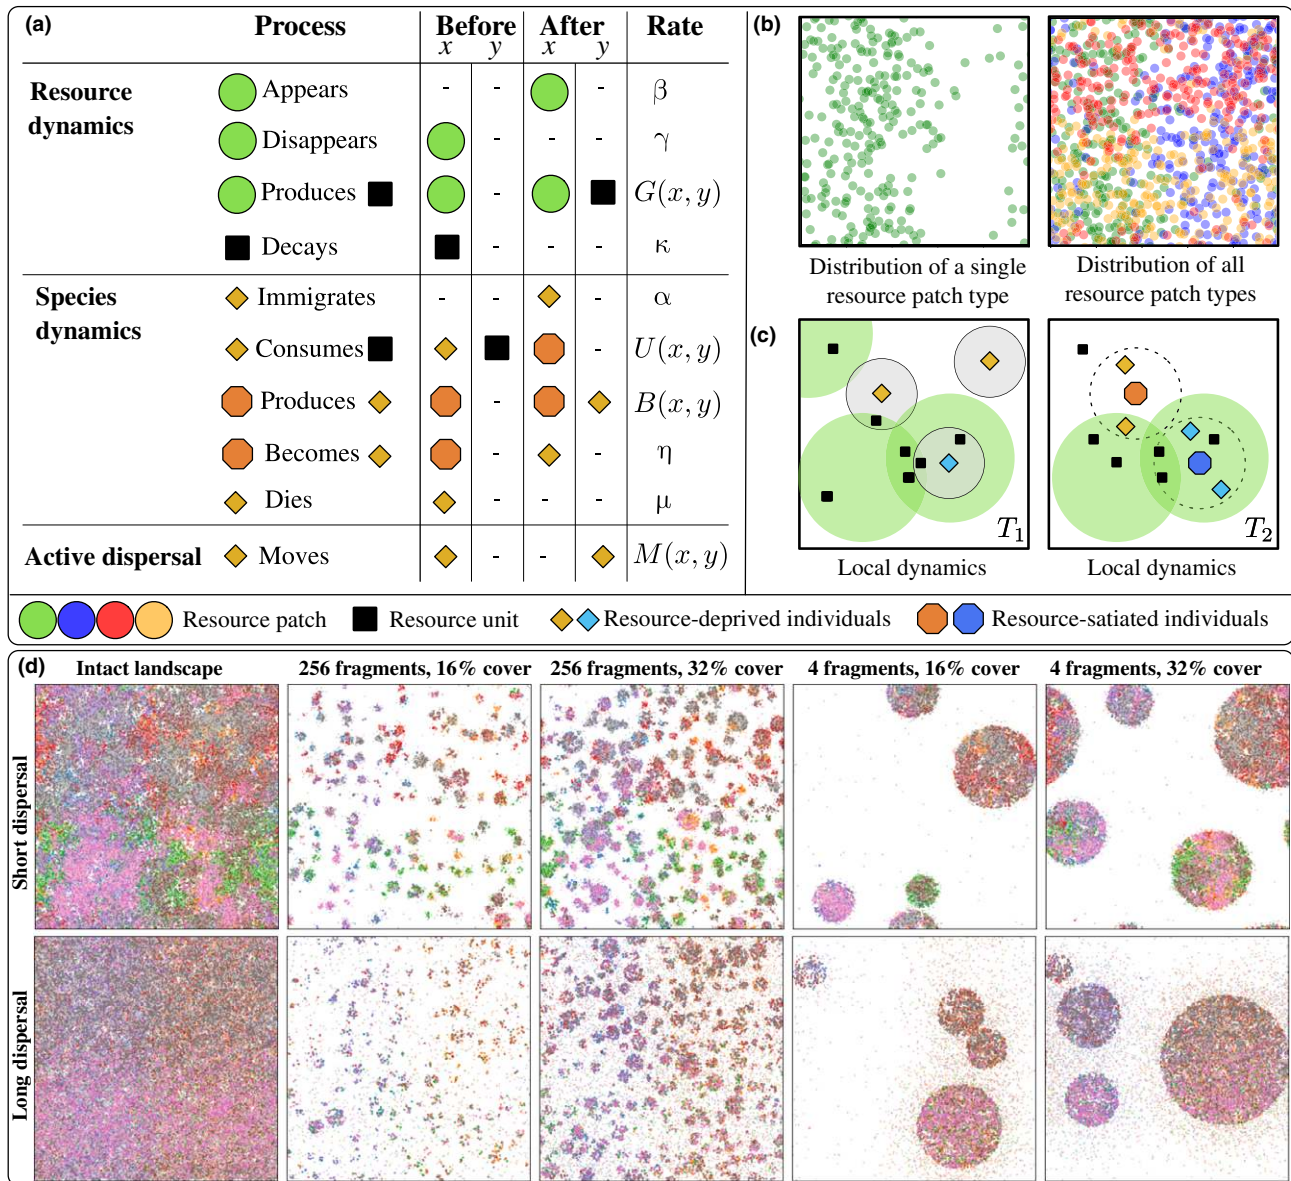 (a) Process Before After Rate
x y x y
Resource dynamics
Appears - - - β
Disappears - - - γ
Produces - G(x, y)
Decays - - - κ
Species dynamics
Immigrates - - - α
Consumes - U(x, y)
Produces - B(x, y)
Becomes - - η
Dies - - - μ
Active dispersal Moves - - M(x, y)
(b)
Distribution of a single
resource patch type
Distribution of all
resource patch types
(c)
T1
T2
Local dynamics
Local dynamics
Resource patch
Resource unit
Resource-deprived individuals
Resource-satiated individuals
(d) Intact landscape
256 fragments, 16% cover
256 fragments, 32% cover
4 fragments, 16% cover
4 fragments, 32% cover
Short dispersal
Long dispersal